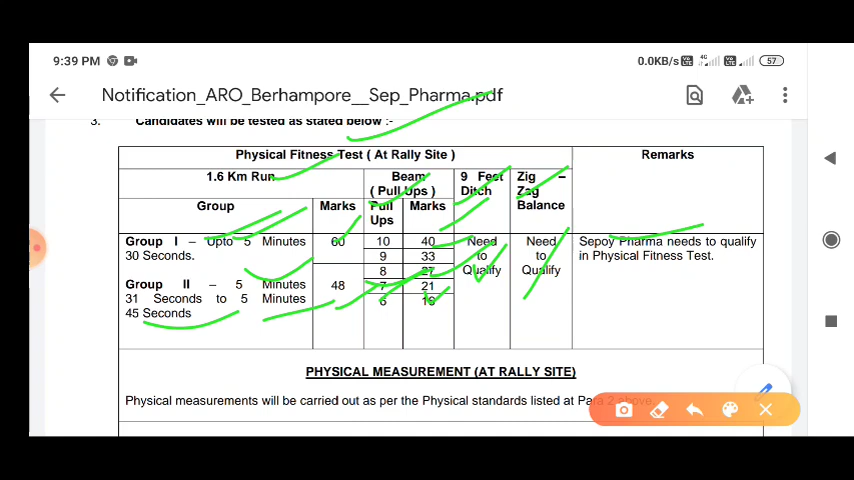 9:39 PM
0.0KB/s
4G
57
Notification_ARO_Berhampore__Sep_Pharma.pdf
3. Candidates will be tested as stated below :-
Physical Fitness Test ( At Rally Site )
Remarks
1.6 Km Run
Beam ( Pull Ups )
9 Feet Ditch
Zig – Zag Balance
Group
Marks
Pull Ups
Marks
Group I – Upto 5 Minutes
30 Seconds.
60
10
40
9
33
8
27
Group II – 5 Minutes
31 Seconds to 5 Minutes
45 Seconds
48
7
21
6
16
Need to Qualify
Need to Qualify
Sepoy Pharma needs to qualify
in Physical Fitness Test.
PHYSICAL MEASUREMENT (AT RALLY SITE)
Physical measurements will be carried out as per the Physical standards listed at Para 2 above.